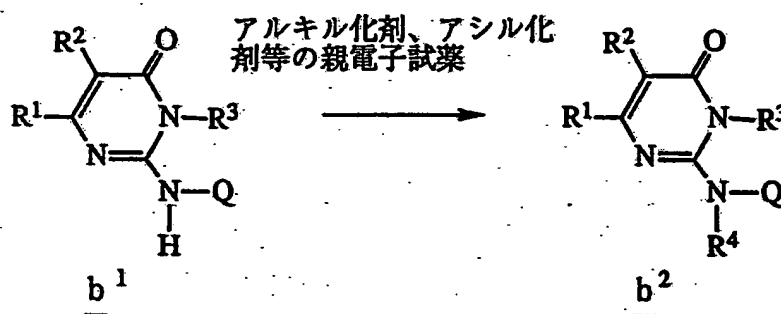 アルキル化剤、アシル化
剤等の親電子試薬
R² O
R¹ N—R³
N
N—Q
H
b¹
R² O
R¹ N—R³
N
N—Q
R⁴
b²